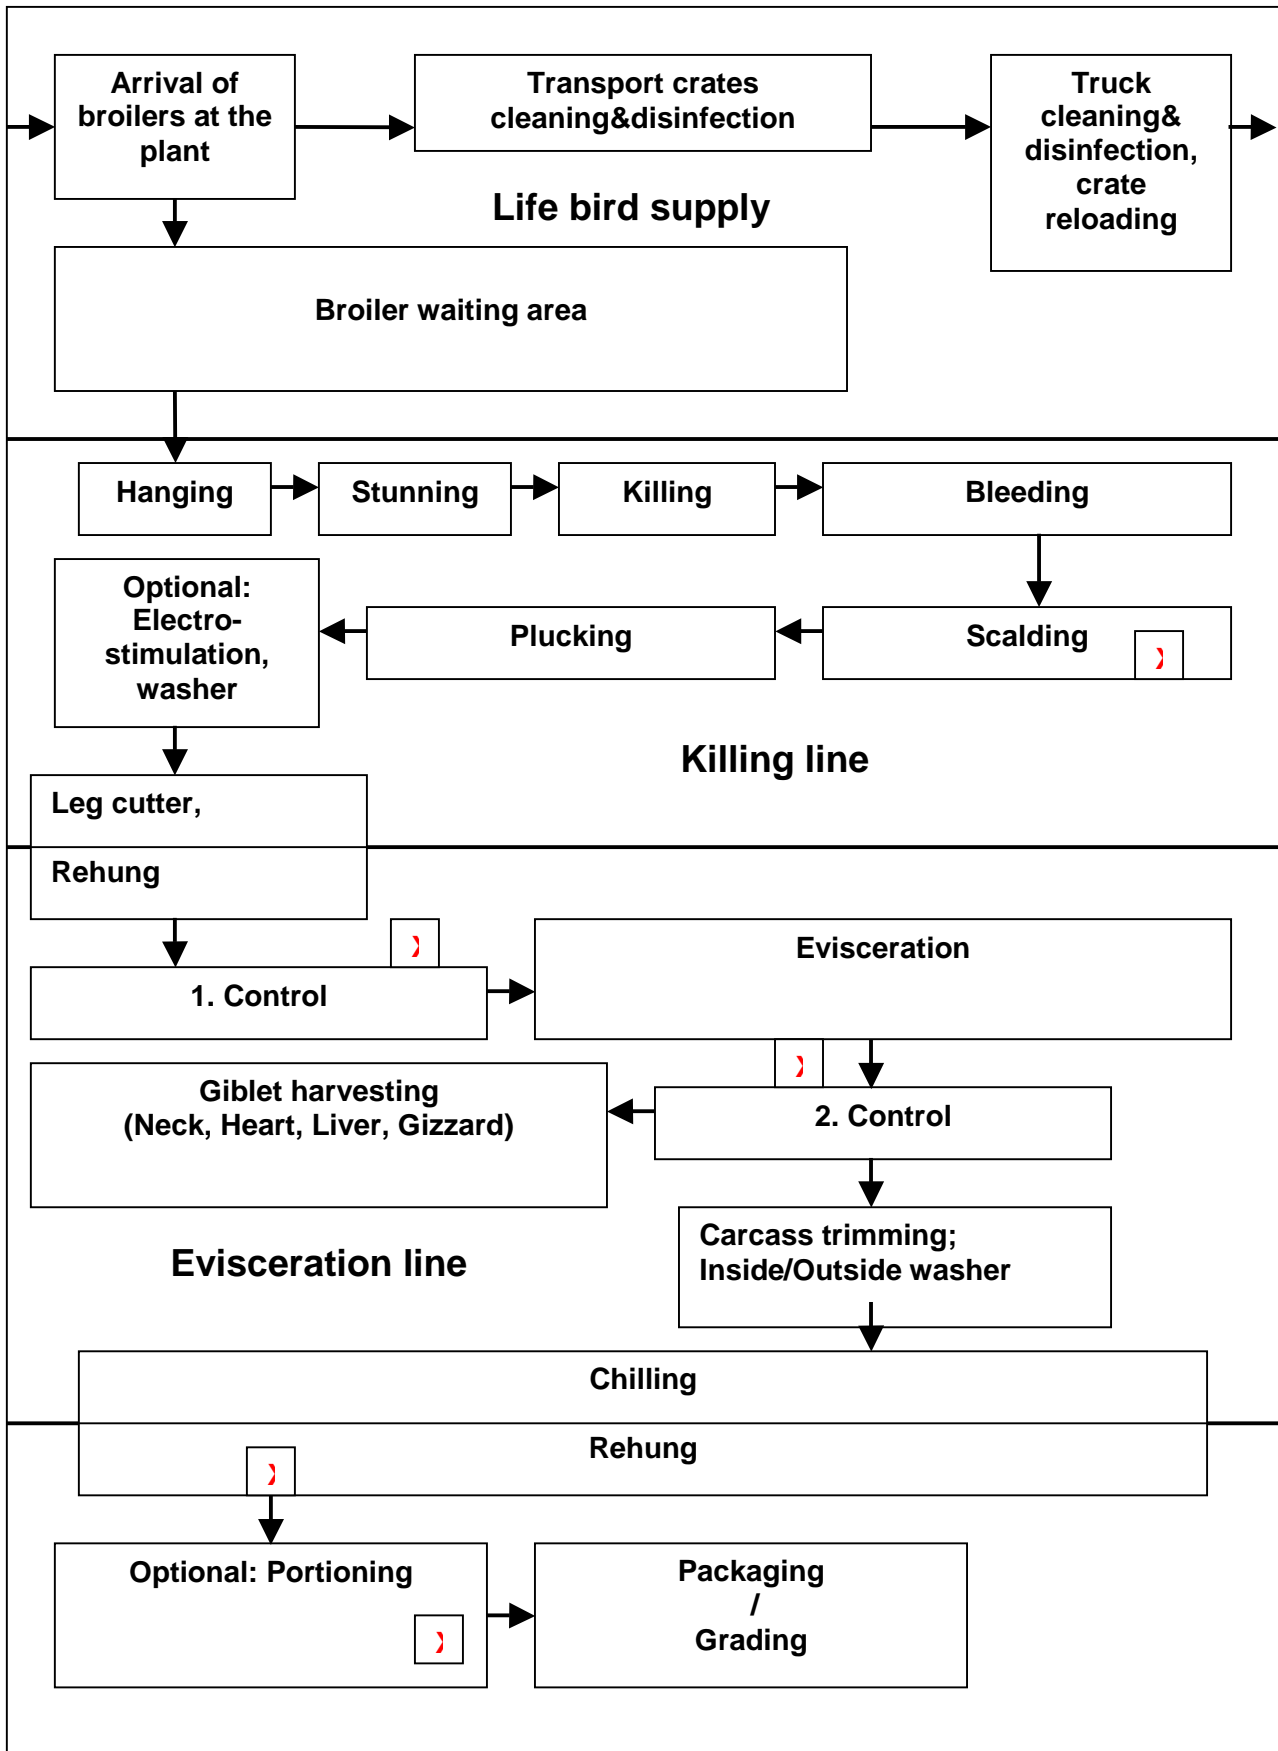 Arrival of
broilers at the
plant
Transport crates
cleaning&disinfection
Truck
cleaning&
disinfection,
crate
reloading
Life bird supply
Broiler waiting area
Hanging
Stunning
Killing
Bleeding
Optional:
Electro-
stimulation,
washer
Plucking
Scalding
Killing line
Leg cutter,
Rehung
1. Control
Evisceration
Giblet harvesting
(Neck, Heart, Liver, Gizzard)
2. Control
Carcass trimming;
Inside/Outside washer
Evisceration line
Chilling
Rehung
Optional: Portioning
Packaging
/
Grading